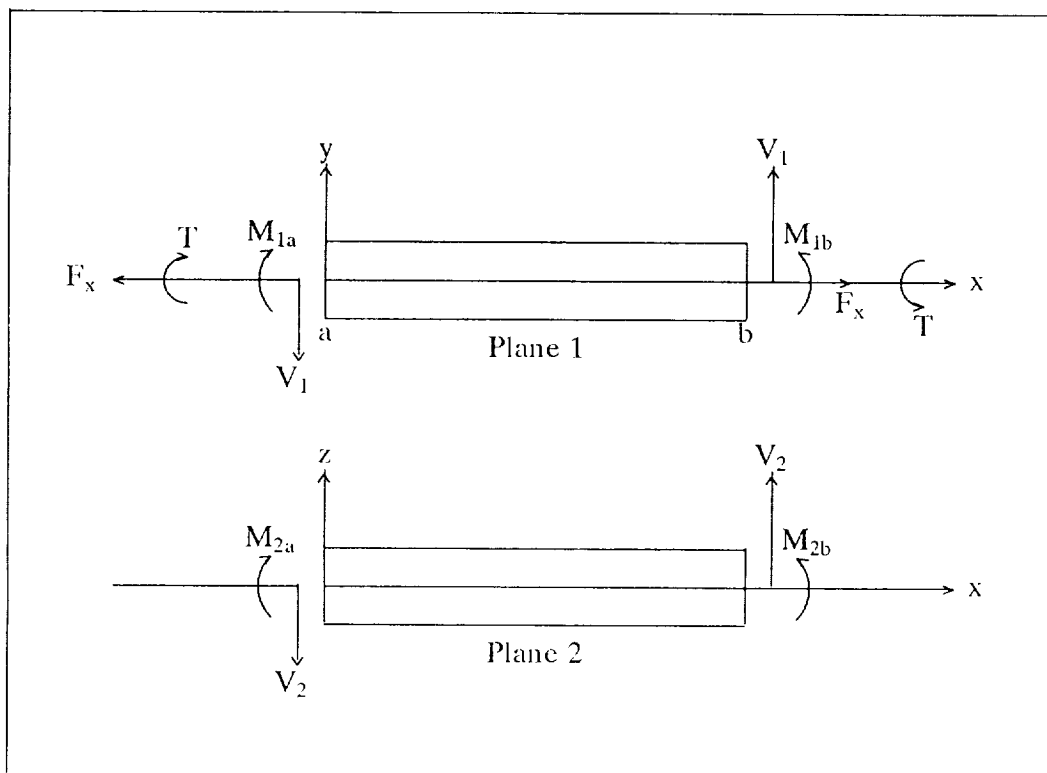 y
V₁
T
M₁ₐ
M₁b
Fₓ
x
Fₓ
T
a
b
Plane 1
V₁
z
V₂
M₂ₐ
M₂b
x
Plane 2
V₂